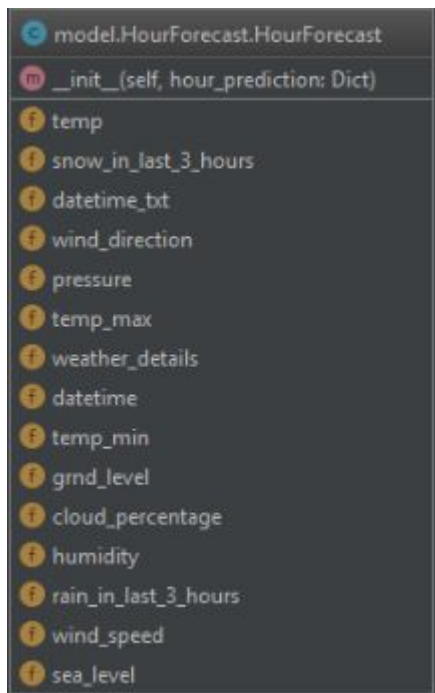 c model.HourForecast.HourForecast
m __init__(self, hour_prediction: Dict)
f temp
f snow_in_last_3_hours
f datetime_txt
f wind_direction
f pressure
f temp_max
f weather_details
f datetime
f temp_min
f grnd_level
f cloud_percentage
f humidity
f rain_in_last_3_hours
f wind_speed
f sea_level